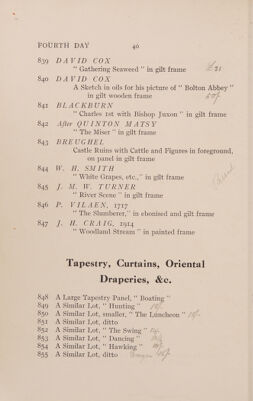 FOURTH DAY 40
839 DAVID COX
" Gathering Seaweed " in gilt frame £21
840 DAVID COX
A Sketch in oils for his picture of " Bolton Abbey "
in gilt wooden frame
841 BLACKBURN
" Charles 1st with Bishop Juxon " in gilt frame
842 After QUINTON MATSY
" The Miser " in gilt frame
843 BREUGHEL
Castle Ruins with Cattle and Figures in foreground,
on panel in gilt frame
844 W. H. SMITH
" White Grapes, etc., " in gilt frame
845 J. M. W. TURNER
" River Scene " in gilt frame
846 P. VILAEN, 1717
" The Slumberer, " in ebonised and gilt frame
847 J. H. CRAIG, 1914
" Woodland Stream " in painted frame
Tapestry, Curtains, Oriental
Draperies, &c.
848 A Large Tapestry Panel, " Boating "
849 A Similar Lot, " Hunting "
850 A Similar Lot, smaller, " The Luncheon "
851 A Similar Lot, ditto
852 A Similar Lot, " The Swing "
853 A Similar Lot, " Dancing "
854 A Similar Lot, " Hawking "
855 A Similar Lot, ditto